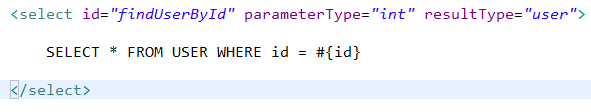 <select id="findUserById" parameterType="int" resultType="user">
SELECT * FROM USER WHERE id = #{id}
</select>